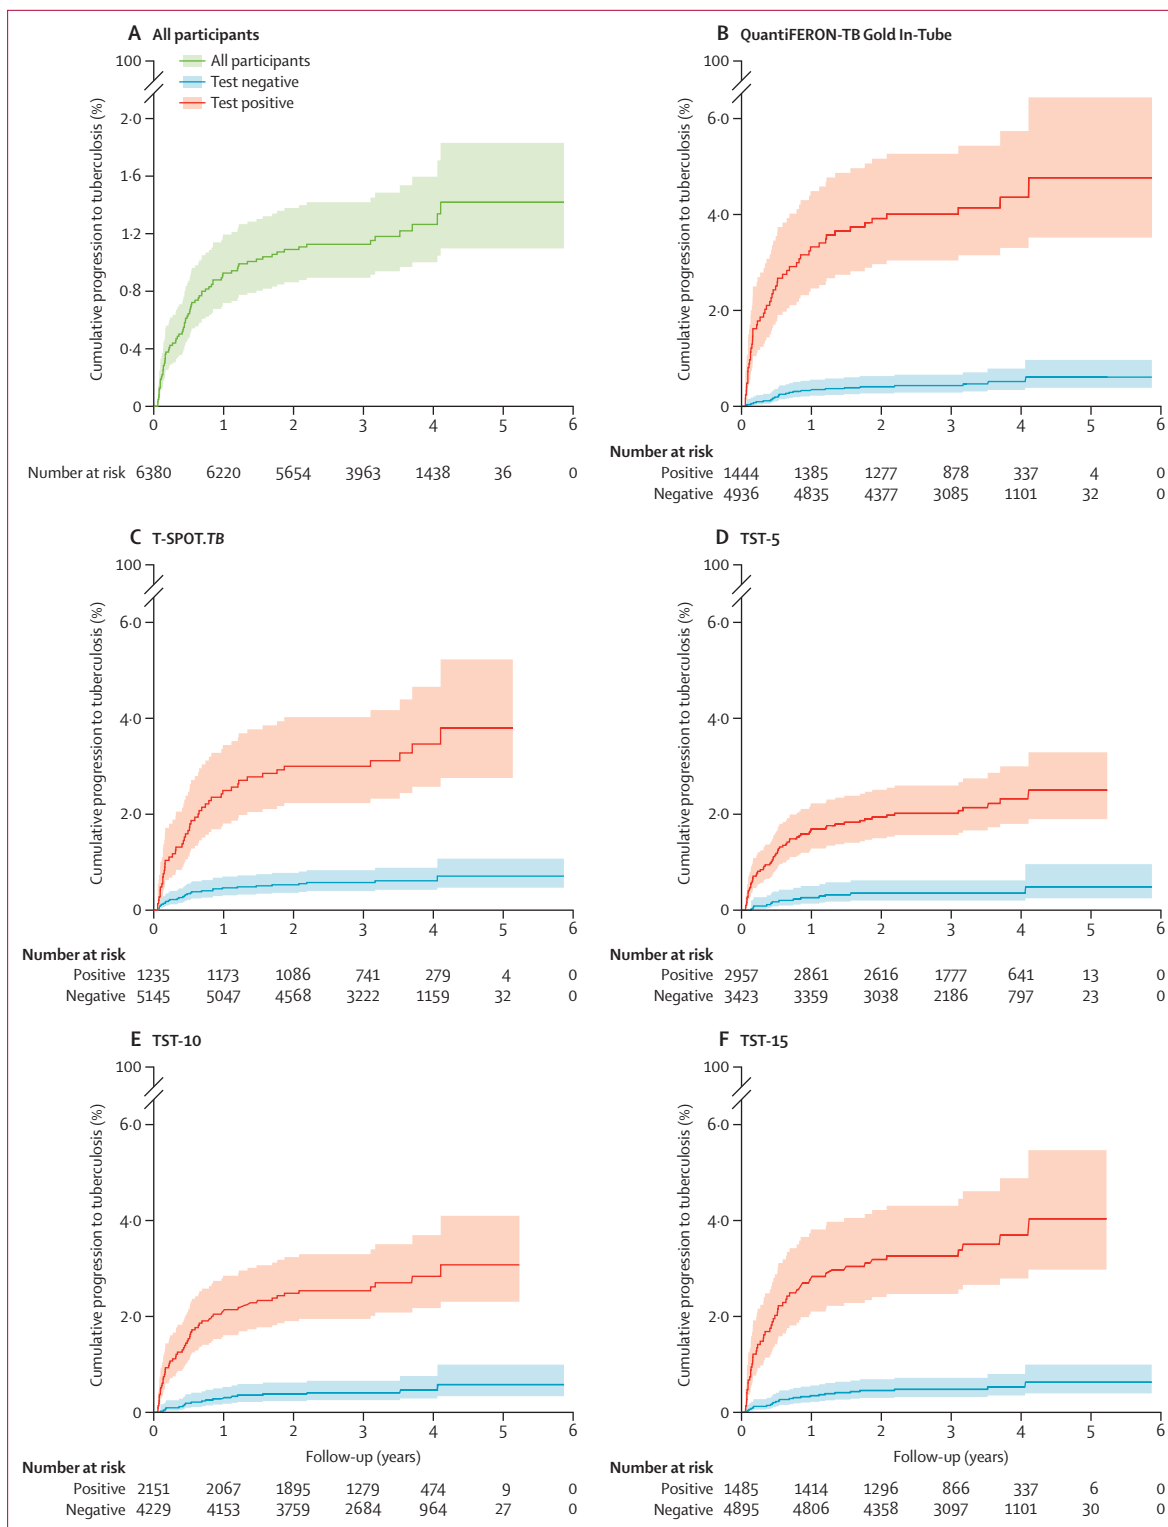 A All participants
All participants
Test negative
Test positive
Cumulative progression to tuberculosis (%)
100
2·0
1·6
1·2
0·8
0·4
0
0 1 2 3 4 5 6
Number at risk 6380 6220 5654 3963 1438 36 0
B QuantiFERON-TB Gold In-Tube
Cumulative progression to tuberculosis (%)
100
6·0
4·0
2·0
0
0 1 2 3 4 5 6
Number at risk
Positive 1444 1385 1277 878 337 4 0
Negative 4936 4835 4377 3085 1101 32 0
C T-SPOT.TB
Cumulative progression to tuberculosis (%)
100
6·0
4·0
2·0
0
0 1 2 3 4 5 6
Number at risk
Positive 1235 1173 1086 741 279 4 0
Negative 5145 5047 4568 3222 1159 32 0
D TST-5
Cumulative progression to tuberculosis (%)
100
6·0
4·0
2·0
0
0 1 2 3 4 5 6
Number at risk
Positive 2957 2861 2616 1777 641 13 0
Negative 3423 3359 3038 2186 797 23 0
E TST-10
Cumulative progression to tuberculosis (%)
100
6·0
4·0
2·0
0
0 1 2 3 4 5 6
Follow-up (years)
Number at risk
Positive 2151 2067 1895 1279 474 9 0
Negative 4229 4153 3759 2684 964 27 0
F TST-15
Cumulative progression to tuberculosis (%)
100
6·0
4·0
2·0
0
0 1 2 3 4 5 6
Follow-up (years)
Number at risk
Positive 1485 1414 1296 866 337 6 0
Negative 4895 4806 4358 3097 1101 30 0